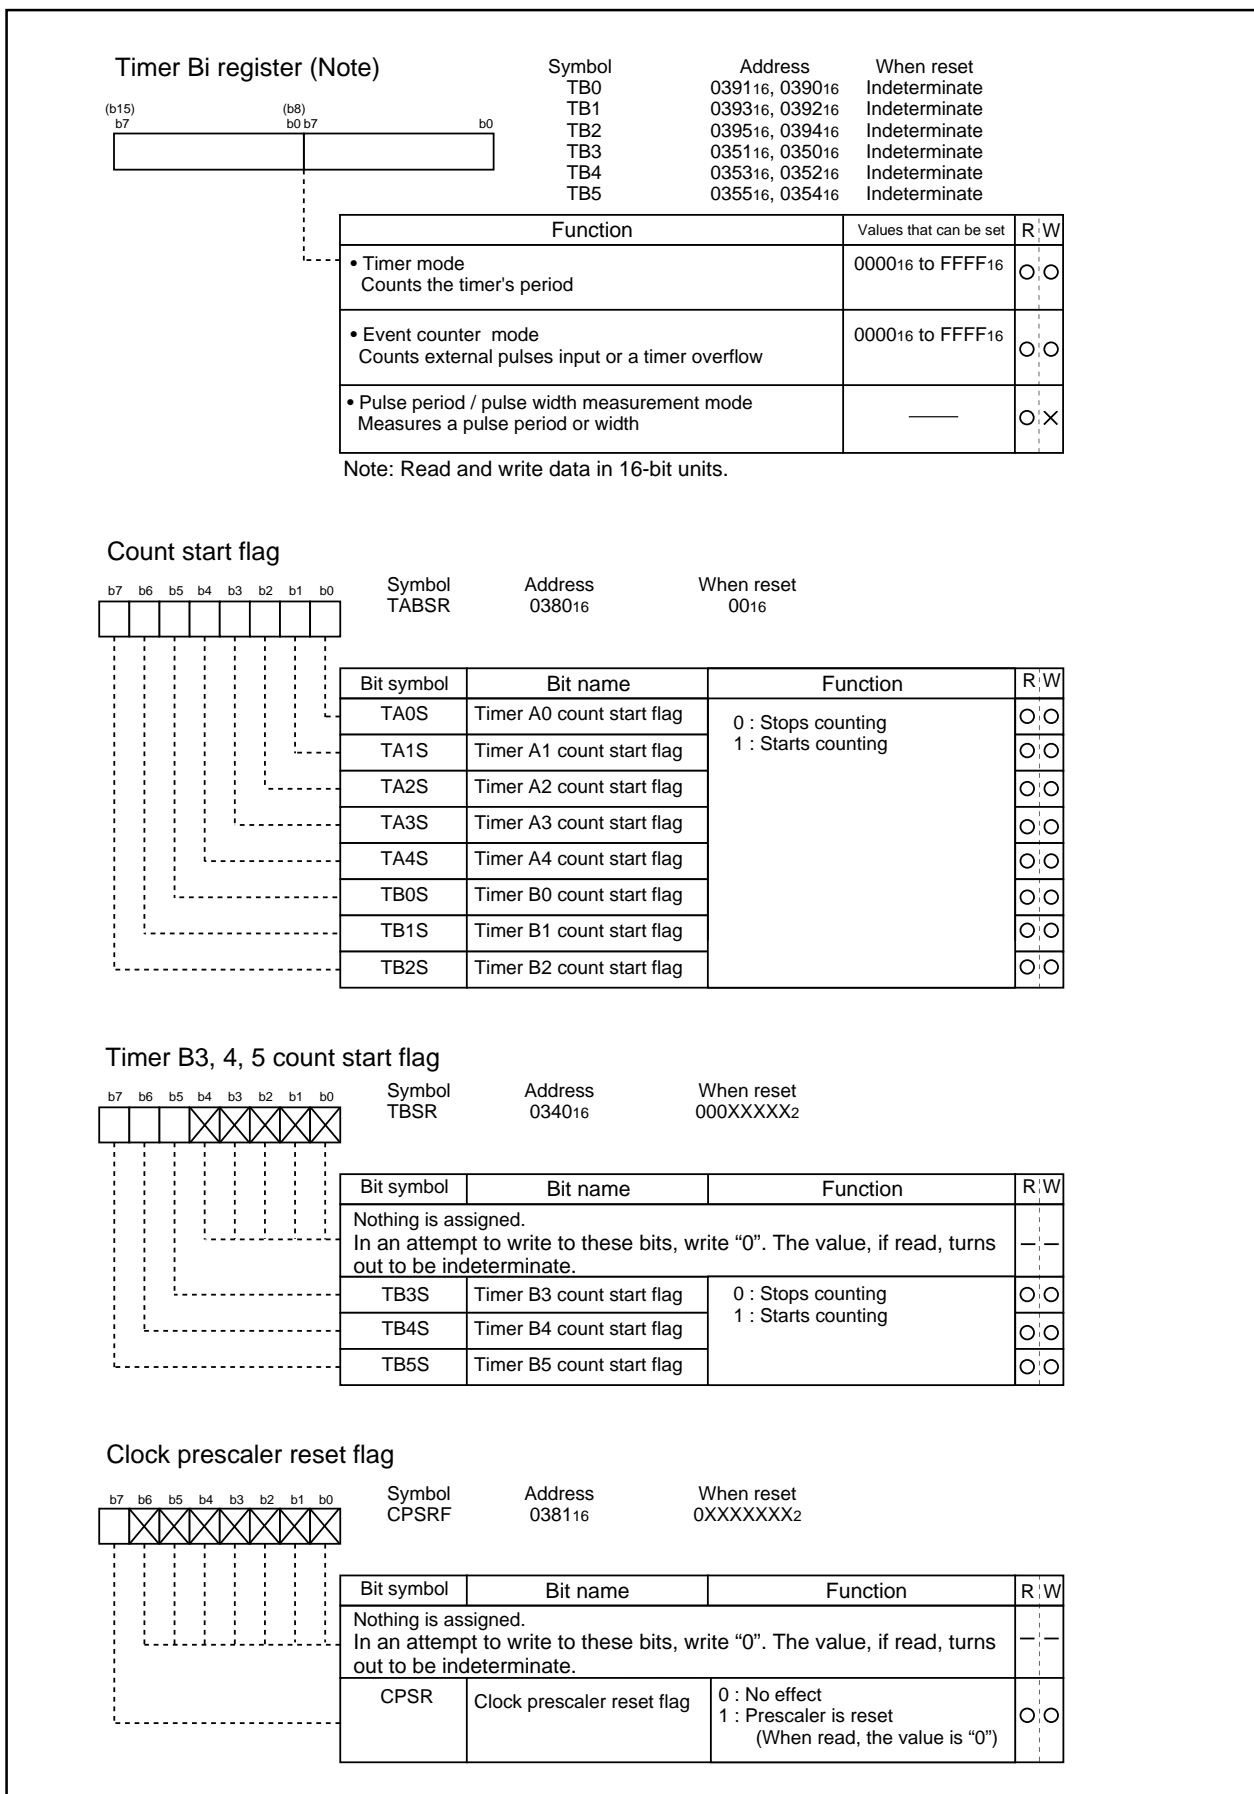 Timer Bi register (Note)
Symbol Address When reset
TB0 039116, 039016 Indeterminate
TB1 039316, 039216 Indeterminate
TB2 039516, 039416 Indeterminate
TB3 035116, 035016 Indeterminate
TB4 035316, 035216 Indeterminate
TB5 035516, 035416 Indeterminate
(b15) (b8)
b7 b0 b7 b0
Function Values that can be set R W
• Timer mode 000016 to FFFF16
Counts the timer's period
• Event counter mode 000016 to FFFF16
Counts external pulses input or a timer overflow
• Pulse period / pulse width measurement mode
Measures a pulse period or width
Note: Read and write data in 16-bit units.
Count start flag
Symbol Address When reset
TABSR 038016 0016
b7 b6 b5 b4 b3 b2 b1 b0
Bit symbol Bit name Function R W
TA0S Timer A0 count start flag 0 : Stops counting
1 : Starts counting
TA1S Timer A1 count start flag
TA2S Timer A2 count start flag
TA3S Timer A3 count start flag
TA4S Timer A4 count start flag
TB0S Timer B0 count start flag
TB1S Timer B1 count start flag
TB2S Timer B2 count start flag
Timer B3, 4, 5 count start flag
Symbol Address When reset
TBSR 034016 000XXXXX2
b7 b6 b5 b4 b3 b2 b1 b0
Bit symbol Bit name Function R W
Nothing is assigned.
In an attempt to write to these bits, write “0”. The value, if read, turns
out to be indeterminate.
TB3S Timer B3 count start flag 0 : Stops counting
1 : Starts counting
TB4S Timer B4 count start flag
TB5S Timer B5 count start flag
Clock prescaler reset flag
Symbol Address When reset
CPSRF 038116 0XXXXXXX2
b7 b6 b5 b4 b3 b2 b1 b0
Bit symbol Bit name Function R W
Nothing is assigned.
In an attempt to write to these bits, write “0”. The value, if read, turns
out to be indeterminate.
CPSR Clock prescaler reset flag 0 : No effect
1 : Prescaler is reset
(When read, the value is “0”)